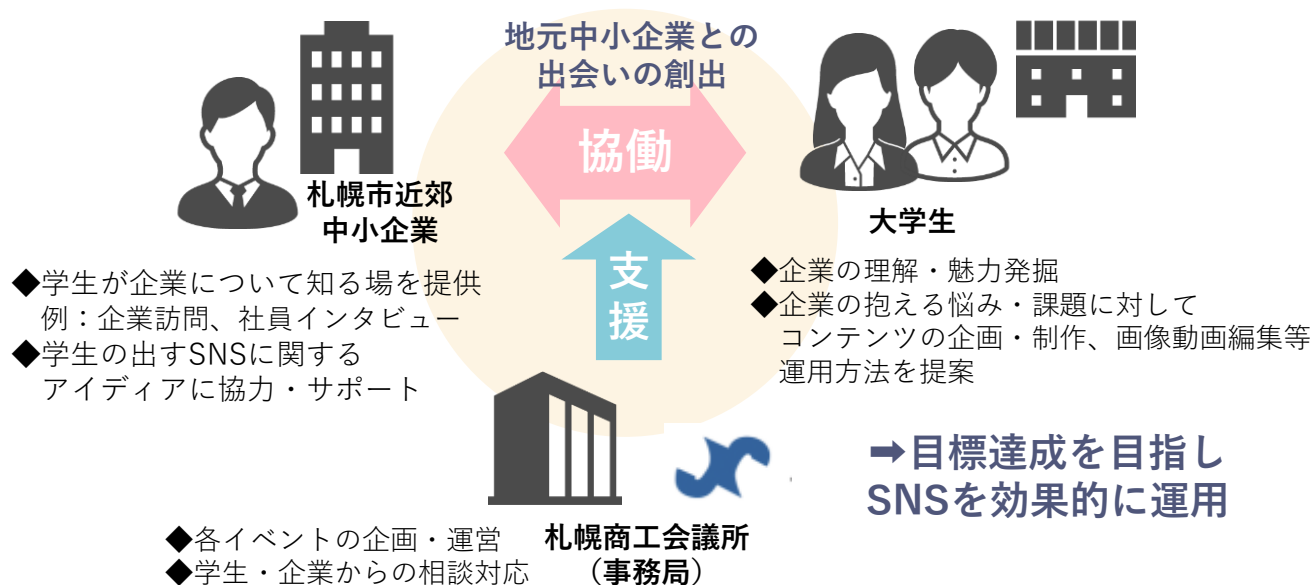 地元中小企業との
出会いの創出
協働
支援
札幌市近郊
中小企業
◆学生が企業について知る場を提供
例：企業訪問、社員インタビュー
◆学生の出すSNSに関する
アイディアに協力・サポート
大学生
◆企業の理解・魅力発掘
◆企業の抱える悩み・課題に対して
コンテンツの企画・制作、画像動画編集等
運用方法を提案
➡目標達成を目指し
SNSを効果的に運用
札幌商工会議所
（事務局）
◆各イベントの企画・運営
◆学生・企業からの相談対応